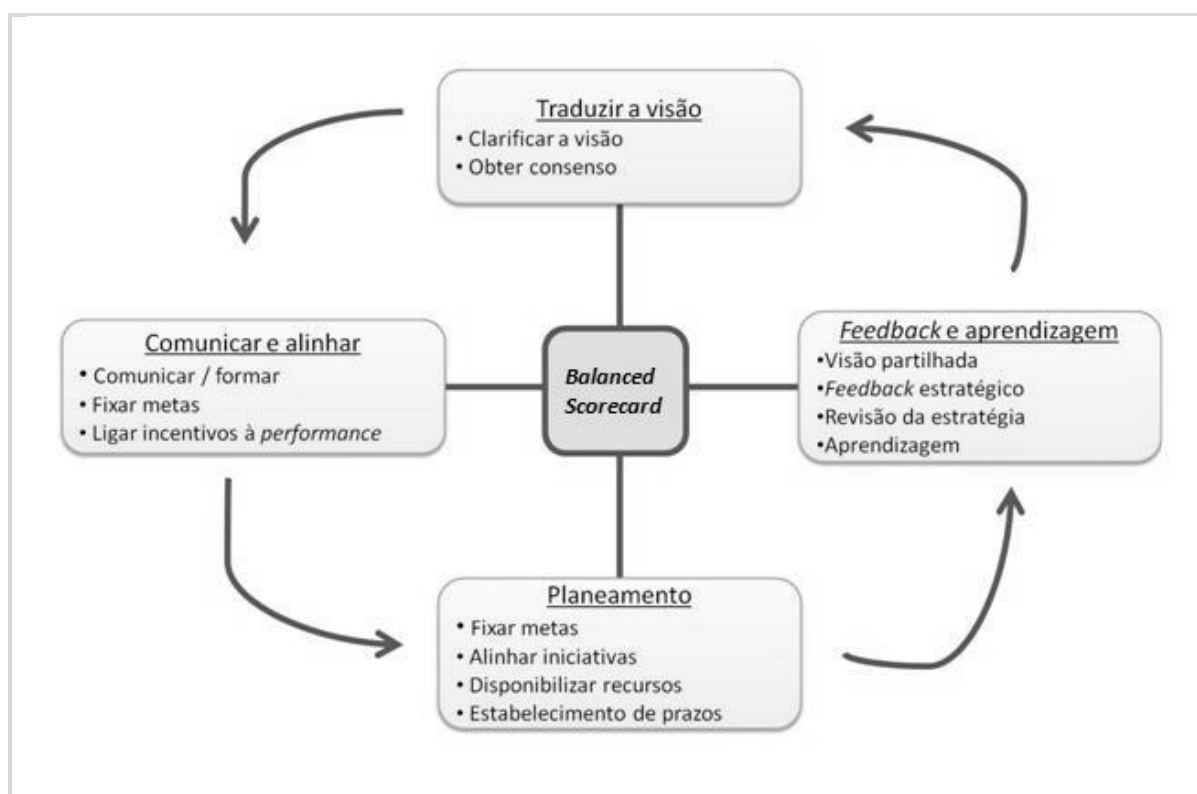 Traduzir a visão
• Clarificar a visão
• Obter consenso
Comunicar e alinhar
• Comunicar / formar
• Fixar metas
• Ligar incentivos à performance
Balanced
Scorecard
Feedback e aprendizagem
•Visão partilhada
•Feedback estratégico
•Revisão da estratégia
•Aprendizagem
Planeamento
• Fixar metas
• Alinhar iniciativas
• Disponibilizar recursos
• Estabelecimento de prazos